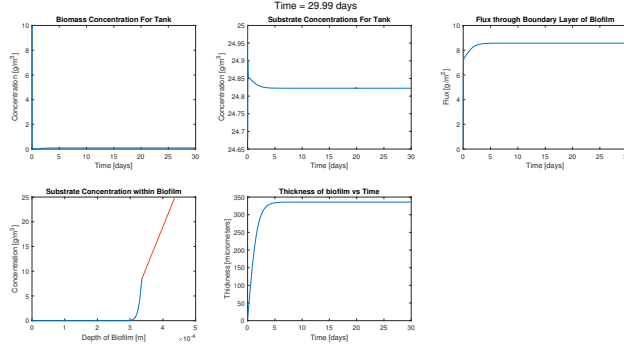 Time = 29.99 days
Biomass Concentration For Tank
Concentration [g/m³]
10
8
6
4
2
0
0 5 10 15 20 25 30
Time [days]
Substrate Concentrations For Tank
Concentration [g/m³]
25
24.95
24.9
24.85
24.8
24.75
24.7
24.65
0 5 10 15 20 25 30
Time [days]
Flux through Boundary Layer of Biofilm
Flux [g/m²]
10
8
6
4
2
0
0 5 10 15 20 25 30
Time [days]
Substrate Concentration within Biofilm
Concentration [g/m³]
25
20
15
10
5
0
0 1 2 3 4 5
Depth of Biofilm [m]
×10⁻⁴
Thickness of biofilm vs Time
Thickness [micrometers]
350
300
250
200
150
100
50
0
0 5 10 15 20 25 30
Time [days]